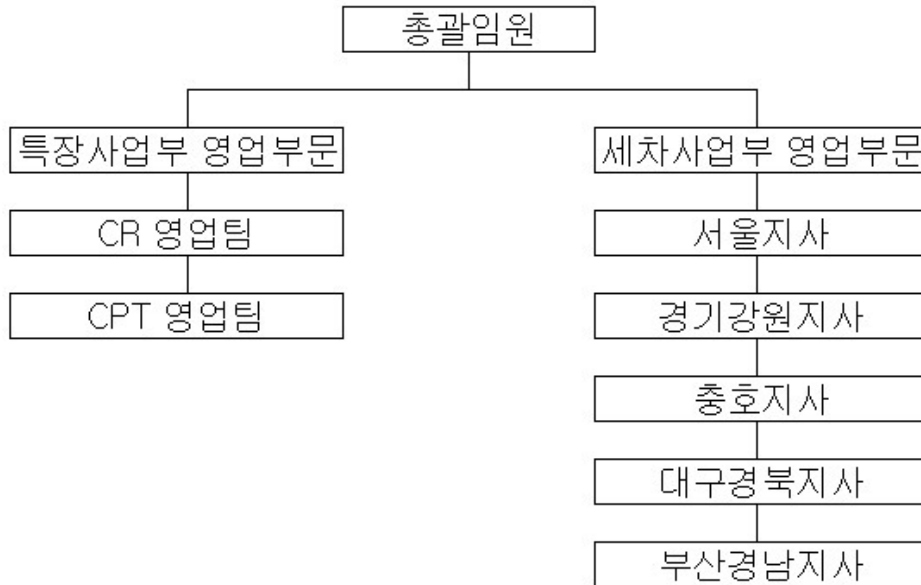 총괄임원
특장사업부 영업부문
세차사업부 영업부문
CR 영업팀
서울지사
CPT 영업팀
경기강원지사
충호지사
대구경북지사
부산경남지사